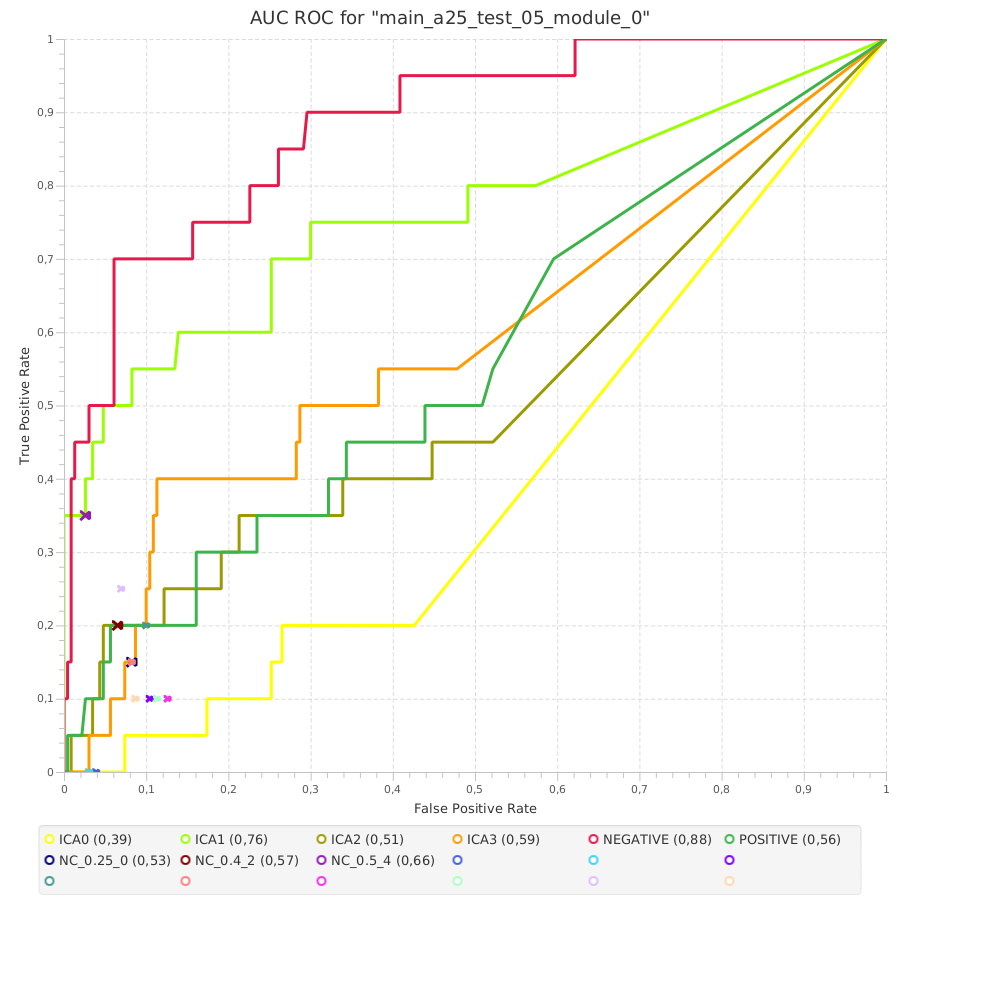 AUC ROC for "main_a25_test_05_module_0"
1
0,9
0,8
0,7
0,6
0,5
0,4
0,3
0,2
0,1
0
True Positive Rate
0 0,1 0,2 0,3 0,4 0,5 0,6 0,7 0,8 0,9 1
False Positive Rate
ICA0 (0,39) ICA1 (0,76) ICA2 (0,51) ICA3 (0,59) NEGATIVE (0,88) POSITIVE (0,56)
NC_0.25_0 (0,53) NC_0.4_2 (0,57) NC_0.5_4 (0,66)